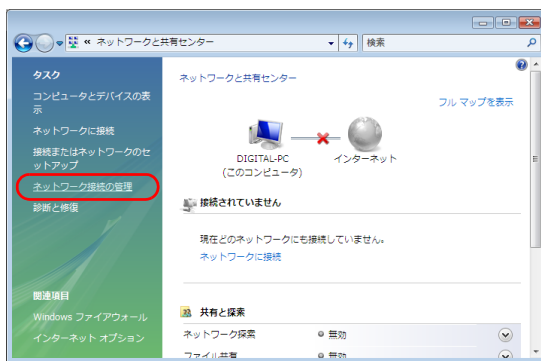 « ネットワークと共有センター
検索
タスク
コンピュータとデバイスの表
示
ネットワークに接続
接続またはネットワークのセ
ットアップ
ネットワーク接続の管理
診断と修復
関連項目
Windows ファイアウォール
インターネット オプション
ネットワークと共有センター
フル マップを表示
DIGITAL-PC
(このコンピュータ)
インターネット
接続されていません
現在どのネットワークにも接続していません。
ネットワークに接続
共有と探索
ネットワーク探索 無効
ファイル共有 無効